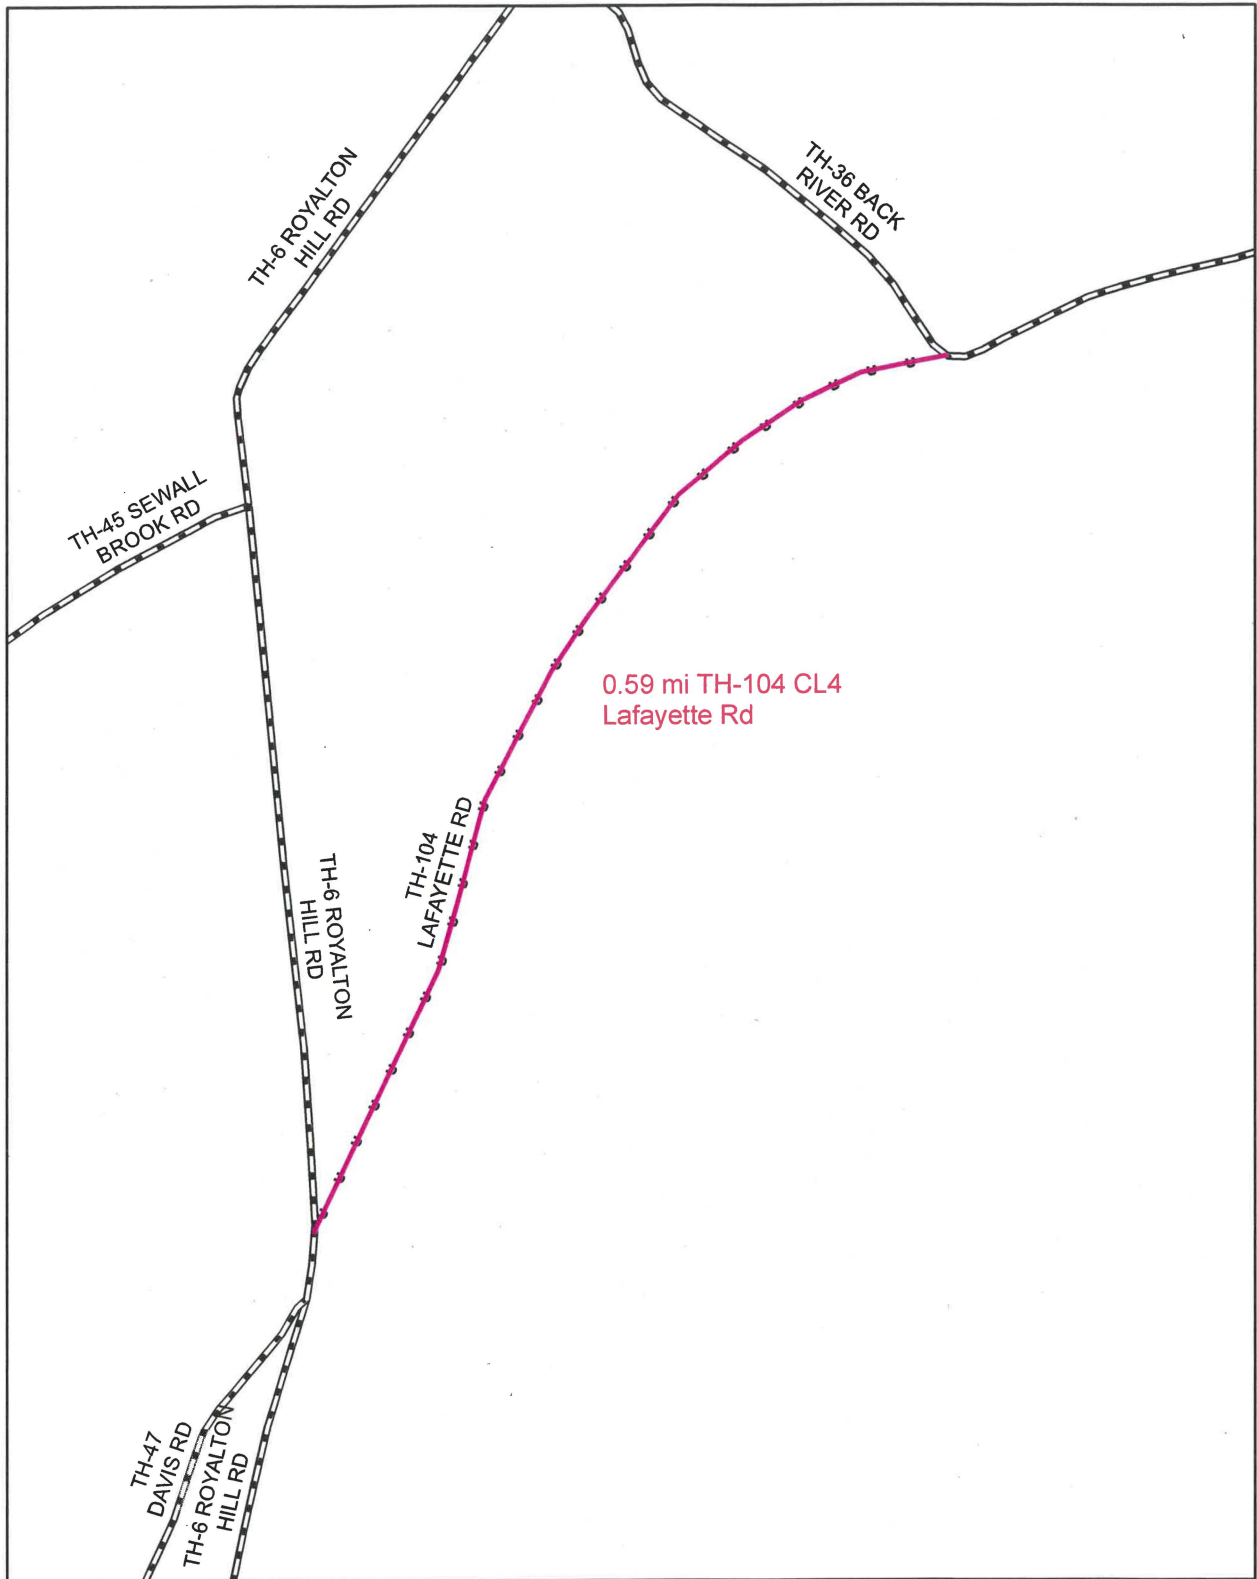 TH-6 ROYALTON
HILL RD
TH-36 BACK
RIVER RD
TH-45 SEWALL
BROOK RD
0.59 mi TH-104 CL4
Lafayette Rd
TH-104
LAFAYETTE RD
TH-6 ROYALTON
HILL RD
TH-47
DAVIS RD
TH-6 ROYALTON
HILL RD